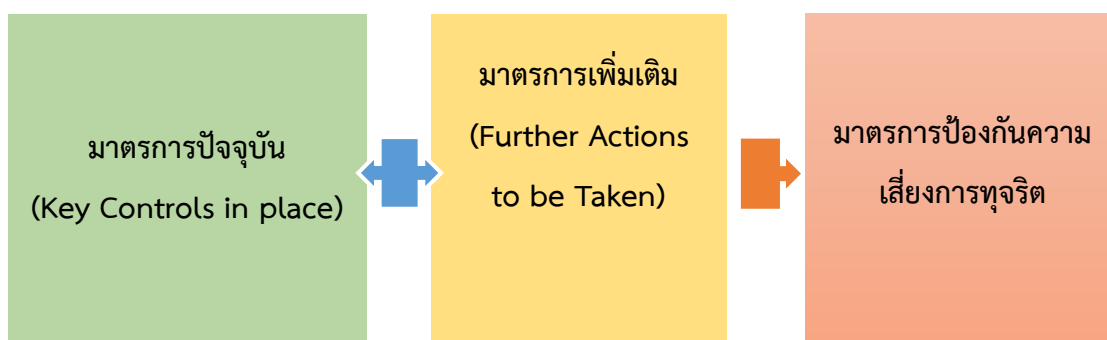 มาตรการปัจจุบัน
(Key Controls in place)
มาตรการเพิ่มเติม
(Further Actions
to be Taken)
มาตรการป้องกันความ
เสี่ยงการทุจริต